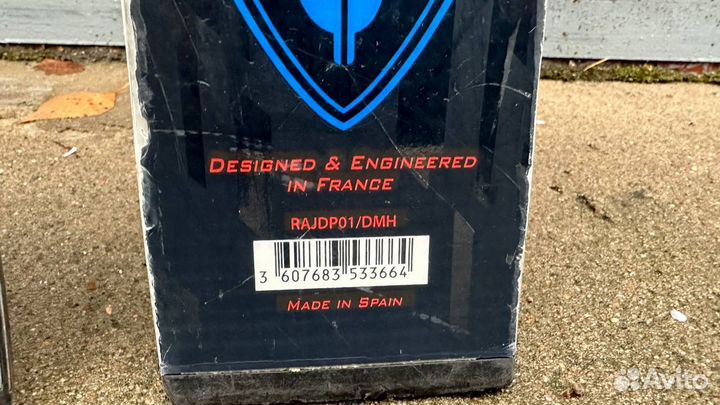 DESIGNED & ENGINEERED
IN FRANCE
RAJDP01/DMH
3 607683 533664
MADE IN SPAIN
Avito